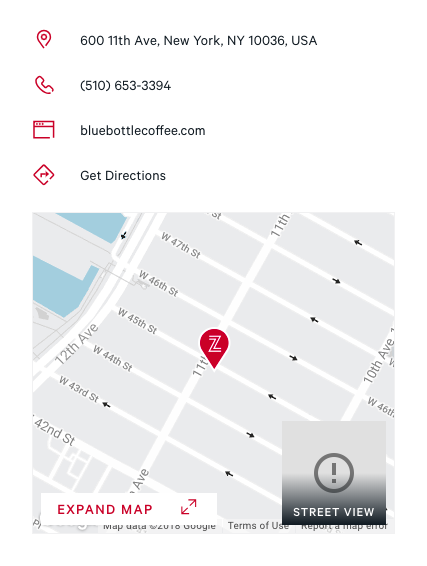 600 11th Ave, New York, NY 10036, USA
(510) 653-3394
bluebottlecoffee.com
Get Directions
St
11th
W 47th St
W 46th St
W 45th St
12th Ave
W 44th St
11th
10th Ave
W 43rd St
W 46th
42nd St
Ave
Z
EXPAND MAP
STREET VIEW
Map data ©2018 Google
Terms of Use
Report a map error